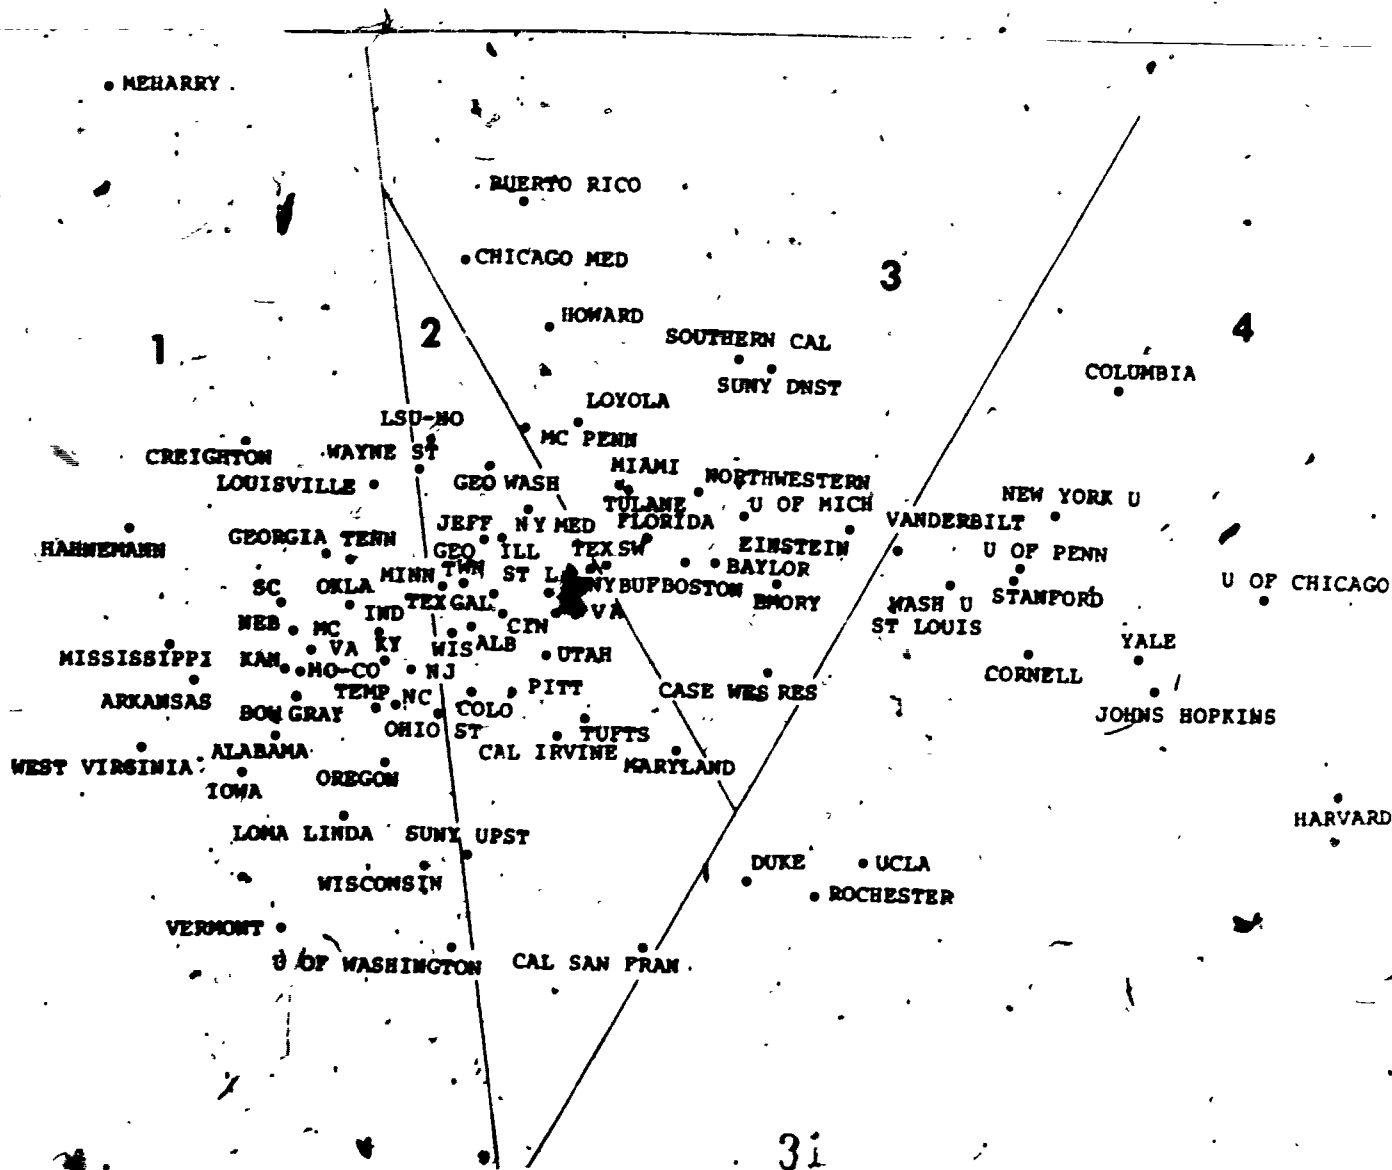 MEHARRY
PUERTO RICO
CHICAGO MED
3
HOWARD
4
2
SOUTHERN CAL
1
COLUMBIA
SUNY DNST
LOYOLA
LSU-NO
MC PENN
WAYNE ST
CREIGHTON
MIAMI
NORTHWESTERN
LOUISVILLE
GEO WASH
NEW YORK U
TULANE
U OF MICH
JEFF
NY MED
FLORIDA
VANDERBILT
GEORGIA
TENN
HAHNEMANN
GEO
ILL
TEX SW
EINSTEIN
U OF PENN
MINN
TWN
ST L
BAYLOR
SC
OKLA
NY BUF
BOSTON
U OF CHICAGO
TEX GAL
EMORY
WASH U
STANFORD
IND
VA
NEB
MC
CIN
ST LOUIS
VA
KY
WIS
ALB
YALE
MISSISSIPPI
KAN
UTAH
MO-CO
NJ
CORNELL
TEMP
NC
PITT
CASE WES RES
ARKANSAS
BOW GRAY
COLO
JOHNS HOPKINS
OHIO ST
TUFTS
ALABAMA
CAL IRVINE
WEST VIRGINIA
MARYLAND
OREGON
IOWA
HARVARD
LOMA LINDA
SUNY UPST
DUKE
UCLA
WISCONSIN
ROCHESTER
VERMONT
U OF WASHINGTON
CAL SAN FRAN
31